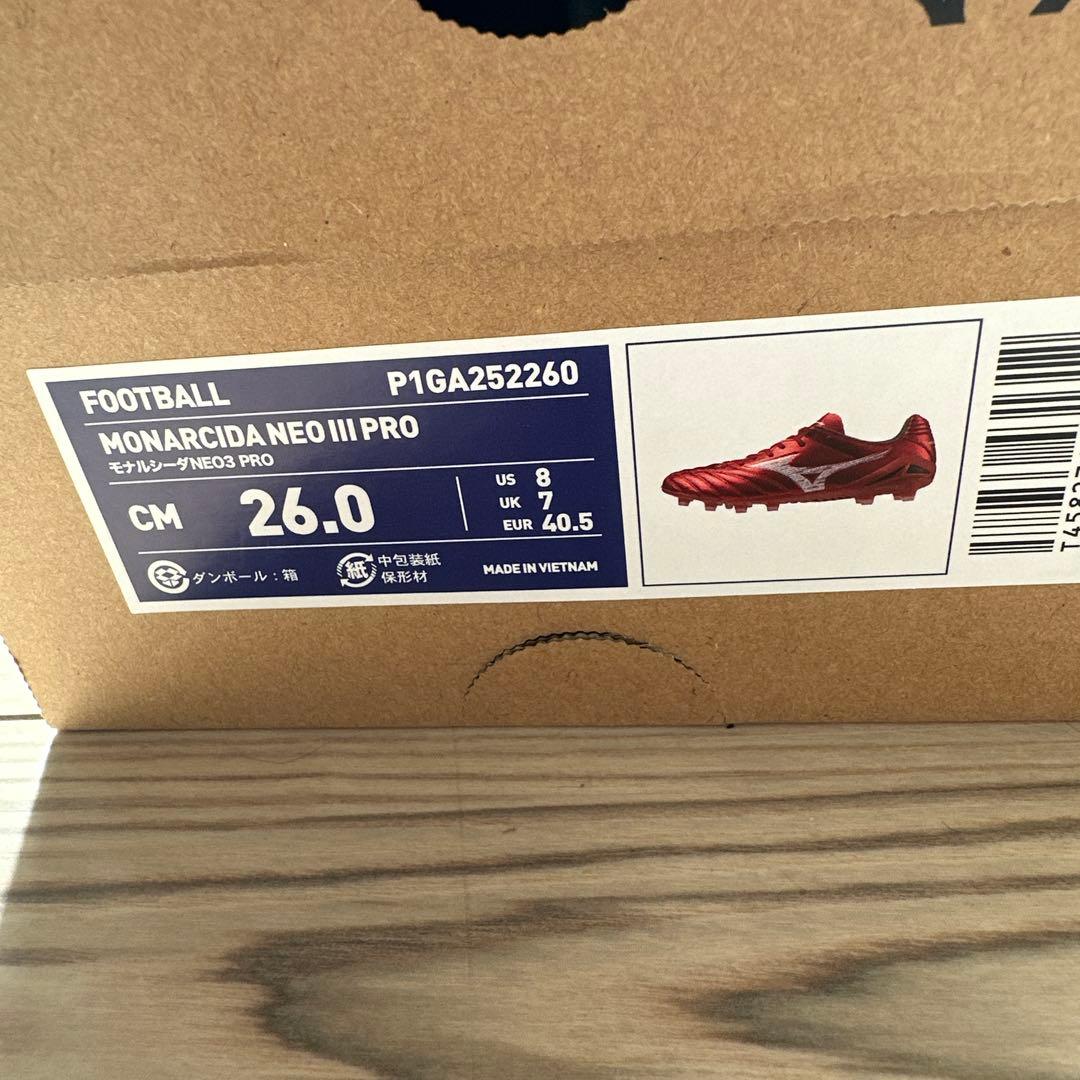 FOOTBALL P1GA252260
MONARCIDA NEO III PRO
モナルシーダNEO3 PRO
CM 26.0
US 8
UK 7
EUR 40.5
ダンボール：箱
紙 中包装紙
保形材
MADE IN VIETNAM